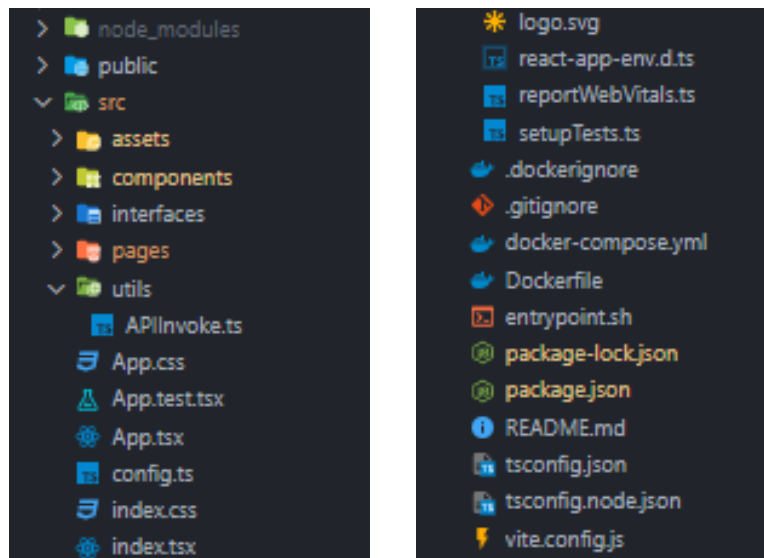 node_modules
public
src
assets
components
interfaces
pages
utils
APIInvoke.ts
App.css
App.test.tsx
App.tsx
config.ts
index.css
index.tsx
logo.svg
react-app-env.d.ts
reportWebVitals.ts
setupTests.ts
.dockerignore
.gitignore
docker-compose.yml
Dockerfile
entrypoint.sh
package-lock.json
package.json
README.md
tsconfig.json
tsconfig.node.json
vite.config.js